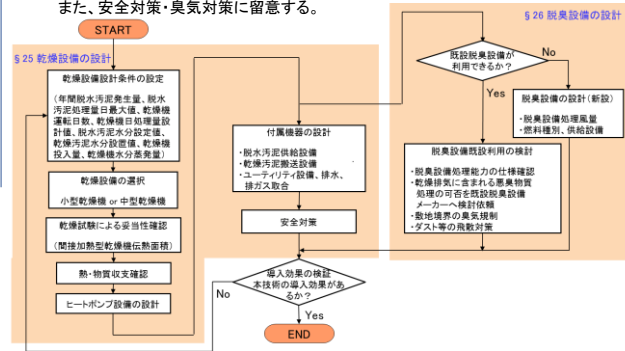 また、安全対策・臭気対策に留意する。
START
§25 乾燥設備の設計
乾燥設備設計条件の設定
(年間脱水汚泥発生量、脱水
汚泥処理量日最大値、乾燥機
運転日数、乾燥機日処理量設
計値、脱水汚泥水分設定値、
乾燥汚泥水分設置値、乾燥機
投入量、乾燥機水分蒸発量)
乾燥設備の選択
小型乾燥機 or 中型乾燥機
乾燥試験による妥当性確認
(間接加熱型乾燥機伝熱面積)
熱・物質収支確認
ヒートポンプ設備の設計
付属機器の設計
・脱水汚泥供給設備
・乾燥汚泥搬送設備
・ユーティリティ設備、排水、
排ガス取合
安全対策
導入効果の検証
本技術の導入効果があ
るか?
No
Yes
END
§26 脱臭設備の設計
既設脱臭設備が
利用できるか?
No
Yes
脱臭設備の設計(新設)
・脱臭設備処理風量
・燃料種別、供給設備
脱臭設備既設利用の検討
・脱臭設備処理能力の仕様確認
・乾燥排気に含まれる悪臭物質
処理の可否を既設脱臭設備
メーカーへ検討依頼
・敷地境界の臭気規制
・ダスト等の飛散対策